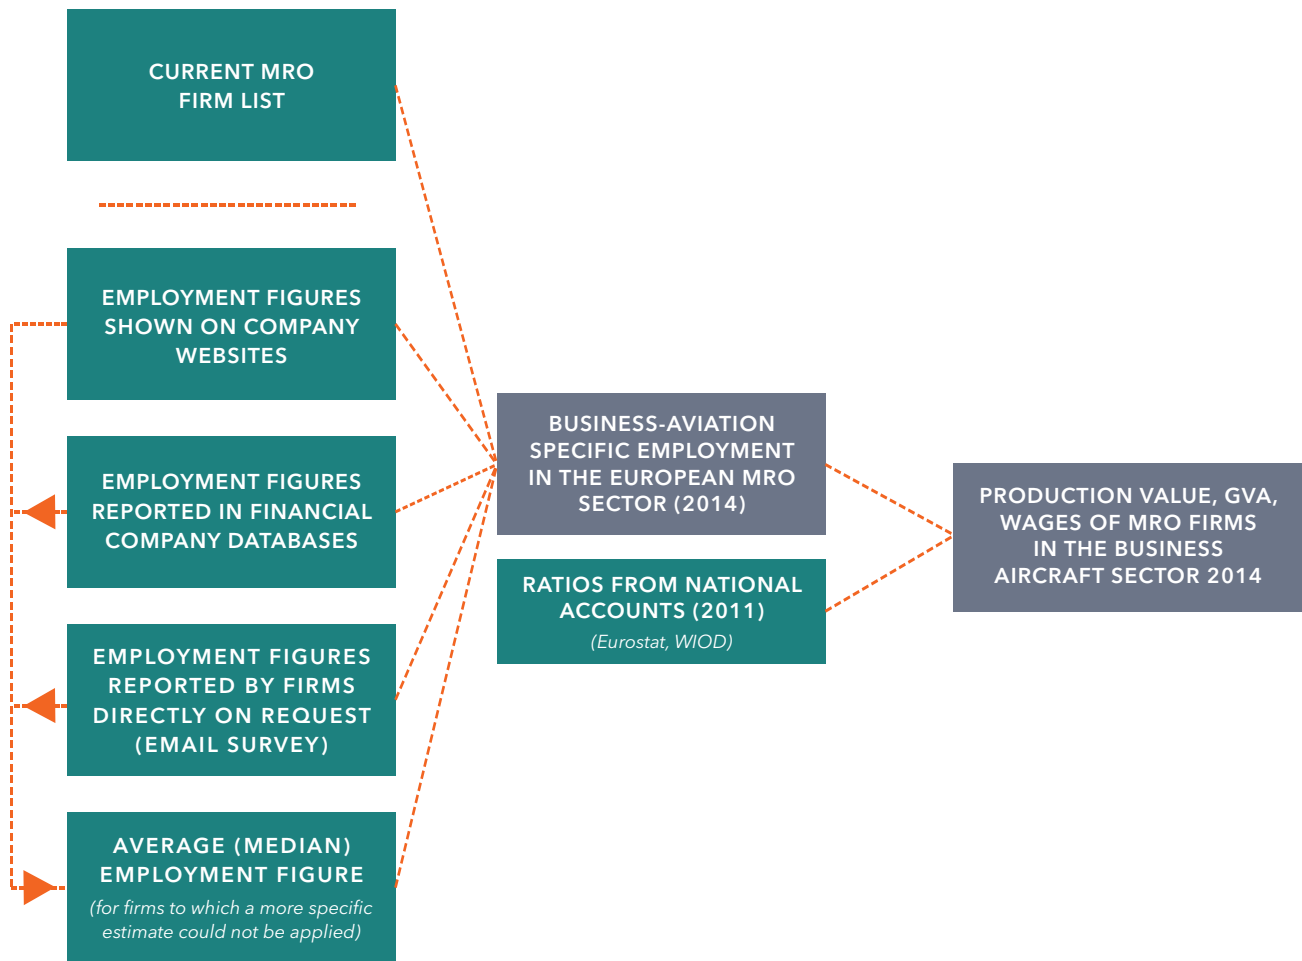 CURRENT MRO
FIRM LIST
EMPLOYMENT FIGURES
SHOWN ON COMPANY
WEBSITES
EMPLOYMENT FIGURES
REPORTED IN FINANCIAL
COMPANY DATABASES
EMPLOYMENT FIGURES
REPORTED BY FIRMS
DIRECTLY ON REQUEST
(EMAIL SURVEY)
AVERAGE (MEDIAN)
EMPLOYMENT FIGURE
(for firms to which a more specific
estimate could not be applied)
BUSINESS-AVIATION
SPECIFIC EMPLOYMENT
IN THE EUROPEAN MRO
SECTOR (2014)
RATIOS FROM NATIONAL
ACCOUNTS (2011)
(Eurostat, WIOD)
PRODUCTION VALUE, GVA,
WAGES OF MRO FIRMS
IN THE BUSINESS
AIRCRAFT SECTOR 2014